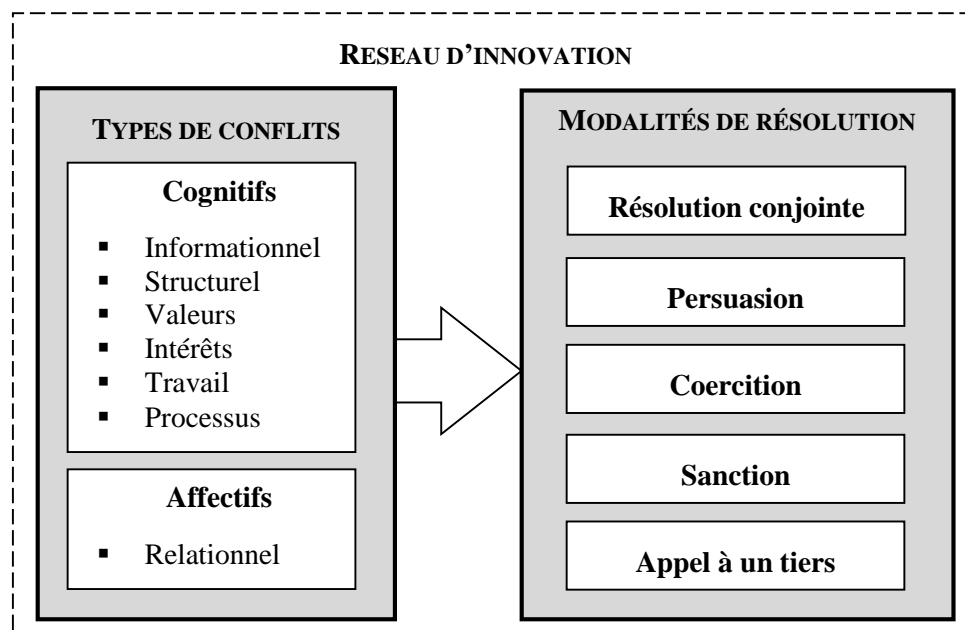 RESEAU D'INNOVATION
TYPES DE CONFLITS
Cognitifs
▪ Informationnel
▪ Structurel
▪ Valeurs
▪ Intérêts
▪ Travail
▪ Processus
Affectifs
▪ Relationnel
MODALITÉS DE RÉSOLUTION
Résolution conjointe
Persuasion
Coercition
Sanction
Appel à un tiers